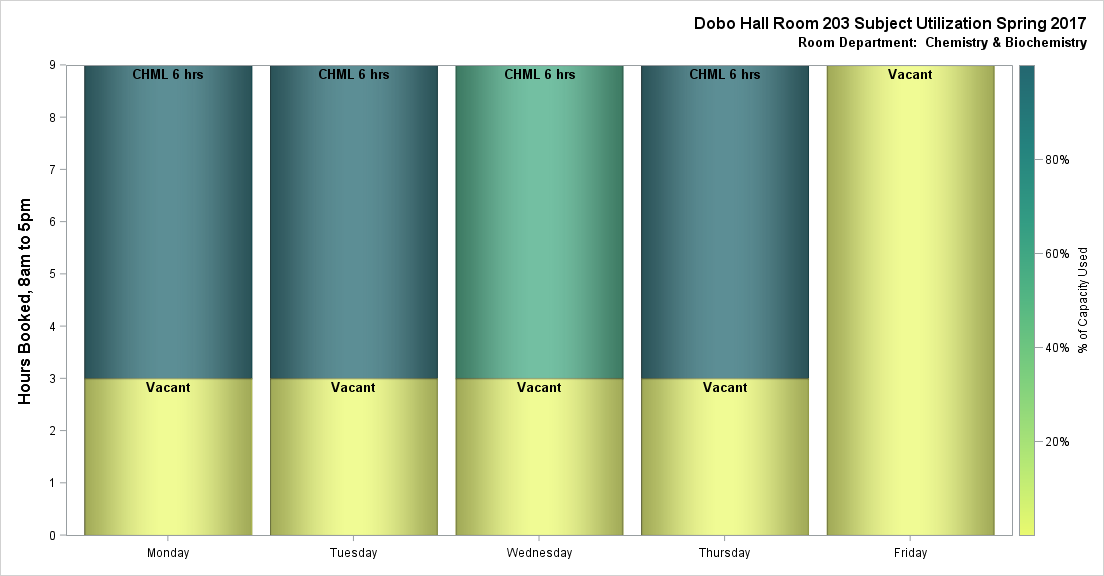 Dobo Hall Room 203 Subject Utilization Spring 2017
Room Department:  Chemistry & Biochemistry
Hours Booked, 8am to 5pm
9
8
7
6
5
4
3
2
1
0
CHML 6 hrs
CHML 6 hrs
CHML 6 hrs
CHML 6 hrs
Vacant
Vacant
Vacant
Vacant
Vacant
Monday
Tuesday
Wednesday
Thursday
Friday
80%
60%
40%
20%
% of Capacity Used